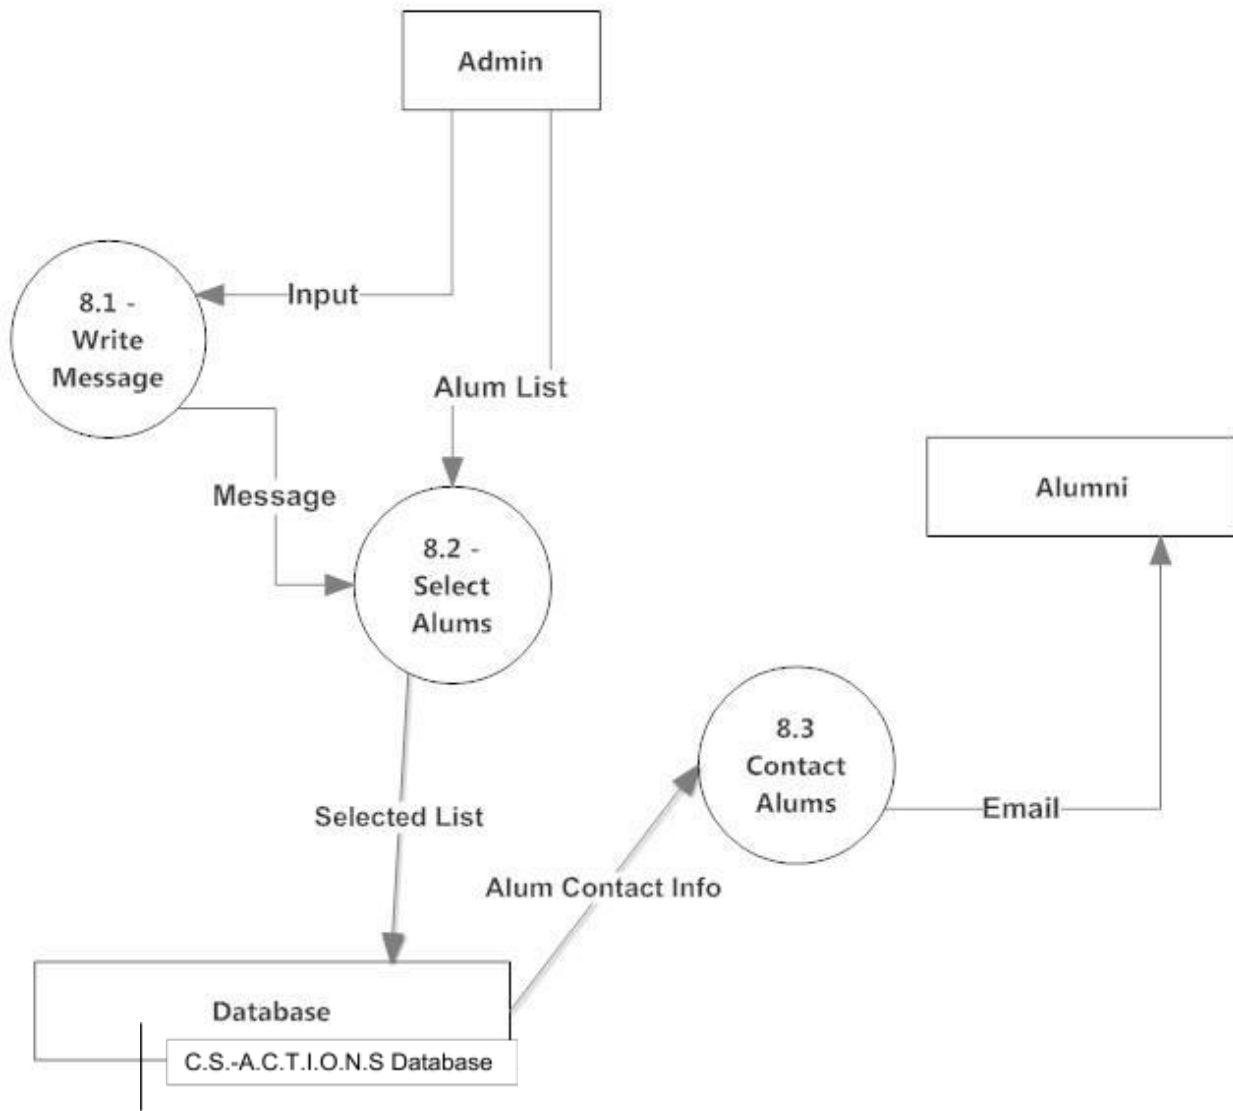 Admin
8.1 -
Write
Message
Input
Alum List
Message
8.2 -
Select
Alums
Alumni
8.3
Contact
Alums
Email
Selected List
Alum Contact Info
Database
C.S.-A.C.T.I.O.N.S Database